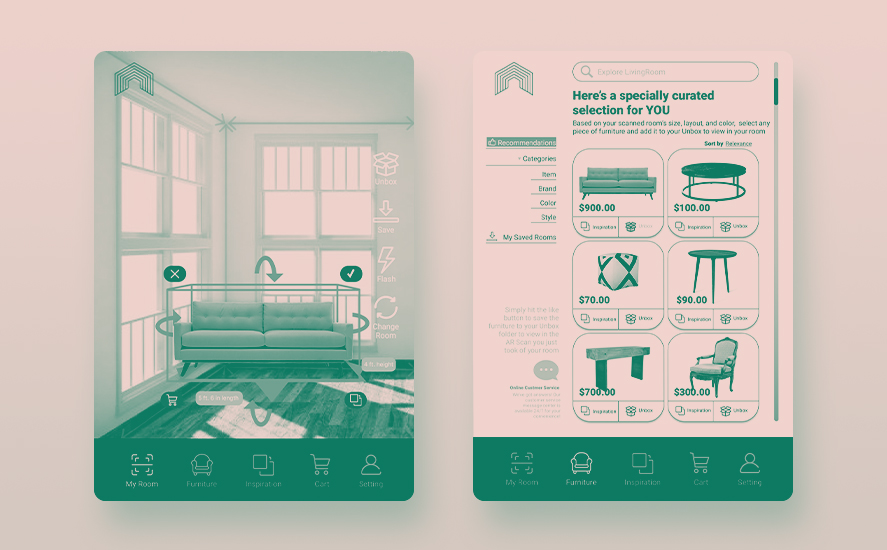 Unbox
Save
Flash
Change
Room
4 ft. height
5 ft. 9 in length
My Room
Furniture
Inspiration
Cart
Setting
Explore LivingRoom
Here's a specially curated
selection for YOU
Based on your scanned room's size, layout, and color, select any
piece of furniture and add it to your Unbox to view in your room
Sort by Relevance
Recommendations
Categories
Item
Brand
Color
Style
My Saved Rooms
Simply hit the like
button to save the
furniture to your Unbox
folder to view in the
AR Scan you just
took of your room
Online Custom Service
$900.00
Inspiration
Unbox
$100.00
Inspiration
Unbox
$70.00
Inspiration
Unbox
$90.00
Inspiration
Unbox
$700.00
Inspiration
Unbox
$300.00
Inspiration
Unbox
My Room
Furniture
Inspiration
Cart
Setting